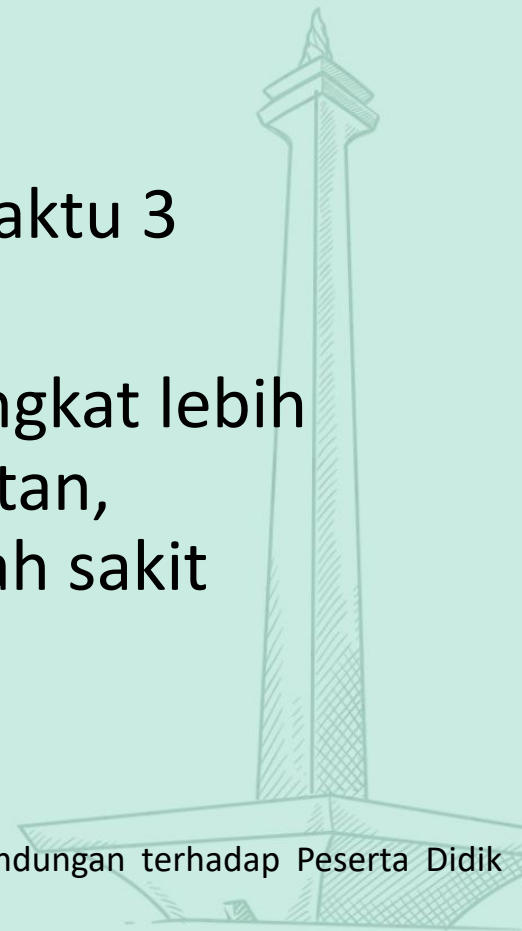 aktu 3
ngkat lebih
tan,
ah sakit
ndungan terhadap Peserta Didik